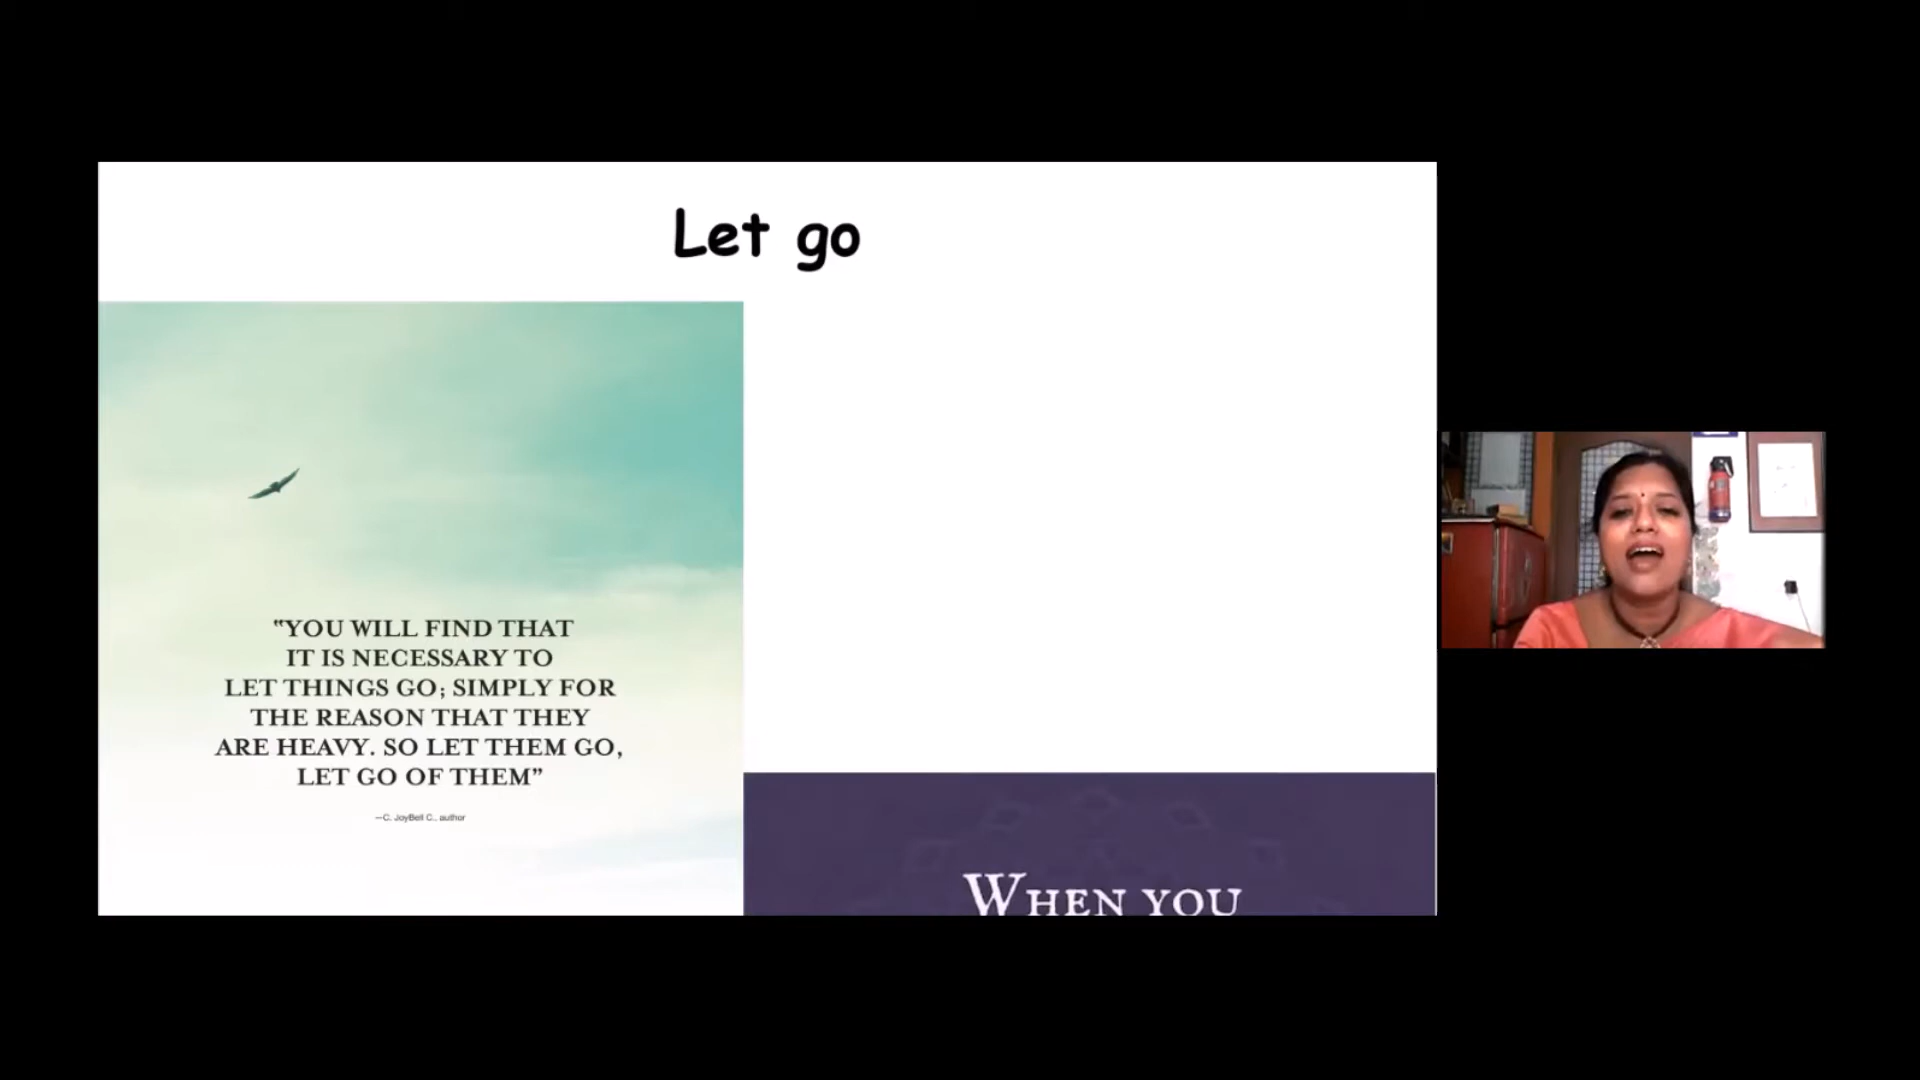 Let go
"YOU WILL FIND THAT
IT IS NECESSARY TO
LET THINGS GO; SIMPLY FOR
THE REASON THAT THEY
ARE HEAVY. SO LET THEM GO,
LET GO OF THEM”
—C. JoyBell C., author
WHEN YOU